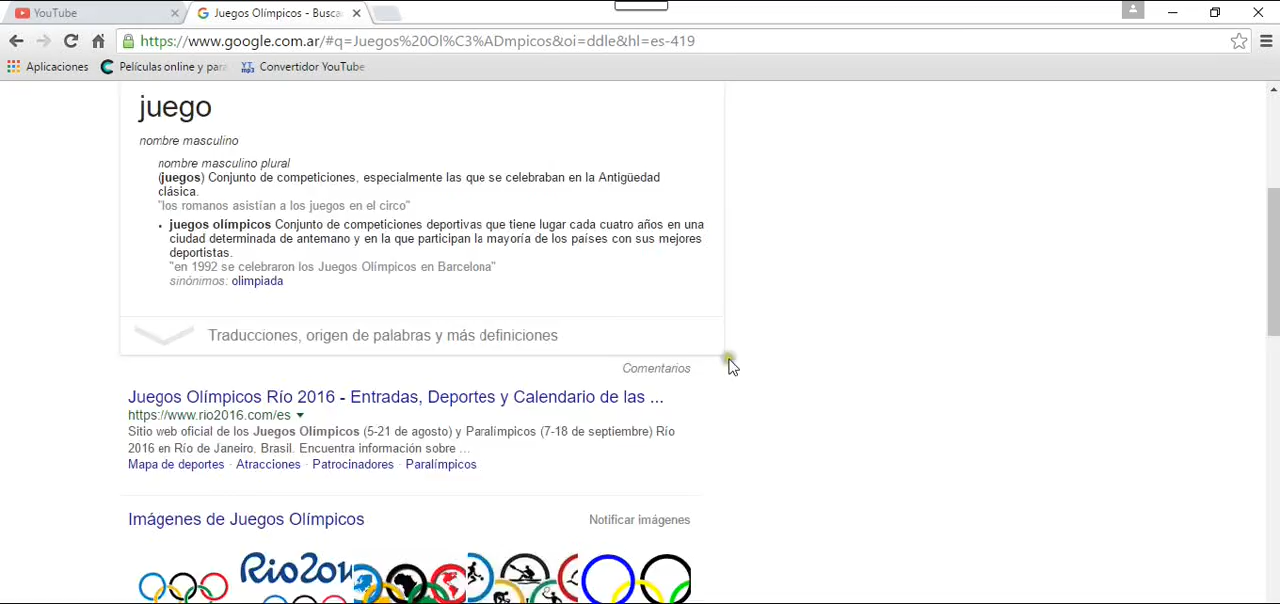 YouTube
Juegos Olímpicos - Busca
https://www.google.com.ar/#q=Juegos%20Ol%C3%ADmpicos&oi=ddle&hl=es-419
Aplicaciones
Películas online y para
YT mp3
Convertidor YouTube
juego
nombre masculino
nombre masculino plural
(juegos) Conjunto de competiciones, especialmente las que se celebraban en la Antigüedad
clásica.
"los romanos asistían a los juegos en el circo"
• juegos olímpicos Conjunto de competiciones deportivas que tiene lugar cada cuatro años en una
ciudad determinada de antemano y en la que participan la mayoría de los países con sus mejores
deportistas.
"en 1992 se celebraron los Juegos Olímpicos en Barcelona"
sinónimos: olimpiada
Traducciones, origen de palabras y más definiciones
Comentarios
Juegos Olímpicos Río 2016 - Entradas, Deportes y Calendario de las ...
https://www.rio2016.com/es
Sitio web oficial de los Juegos Olímpicos (5-21 de agosto) y Paralímpicos (7-18 de septiembre) Río
2016 en Río de Janeiro, Brasil. Encuentra información sobre ...
Mapa de deportes · Atracciones · Patrocinadores · Paralímpicos
Imágenes de Juegos Olímpicos
Notificar imágenes
Rio201